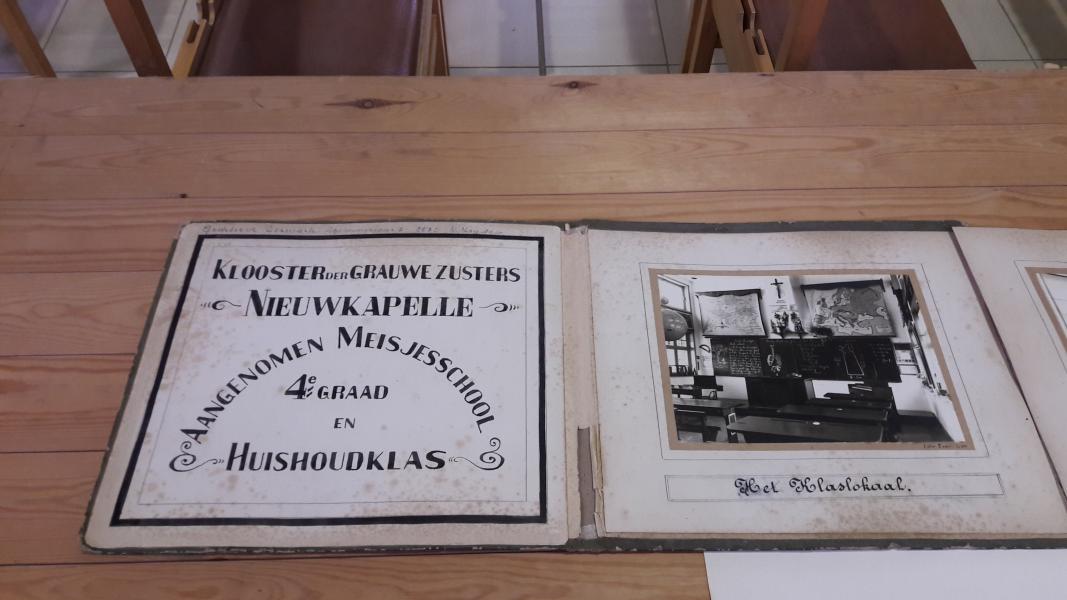 KLOOSTER DER GRAUWE ZUSTERS
NIEUWKAPELLE
AANGENOMEN MEISJESSCHOOL
4e GRAAD
EN
HUISHOUDKLAS
Het Klaslokaal.